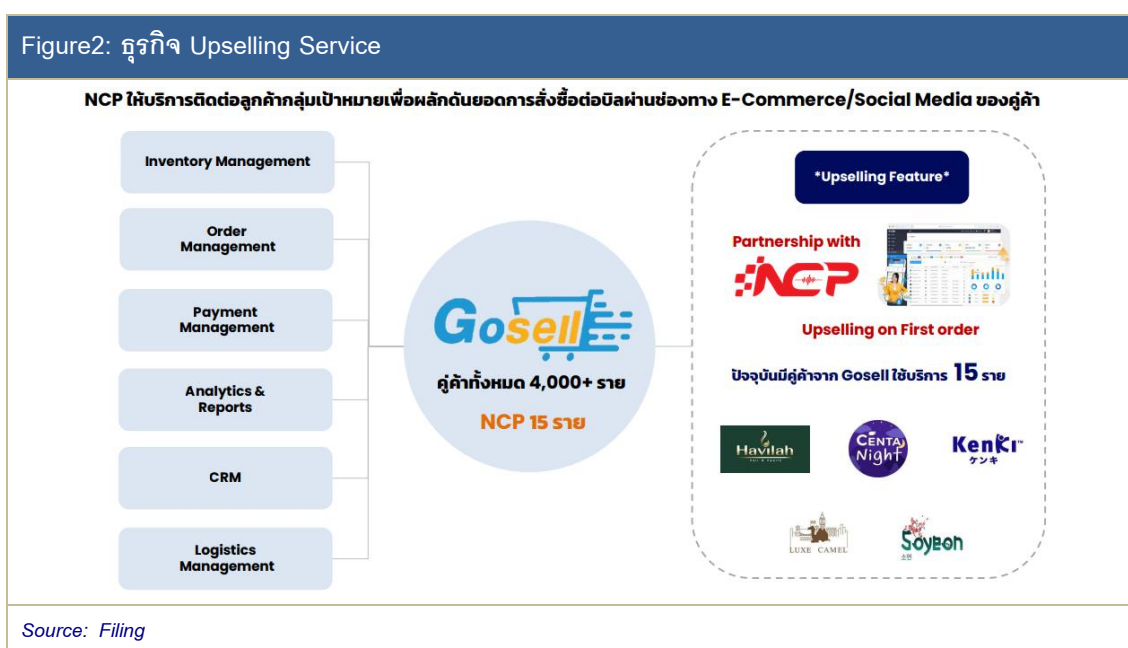 Figure2: ธุรกิจ Upselling Service
NCP ให้บริการติดต่อลูกค้ากลุ่มเป้าหมายเพื่อผลักดันยอดการสั่งซื้อต่อบิลผ่านช่องทาง E-Commerce/Social Media ของคู่ค้า
Inventory Management
Order
Management
Payment
Management
Analytics &
Reports
CRM
Logistics
Management
Gosell
คู่ค้าทั้งหมด 4,000+ ราย
NCP 15 ราย
*Upselling Feature*
Partnership with
NCP
Upselling on First order
ปัจจุบันมีคู่ค้าจาก Gosell ใช้บริการ 15 ราย
Havilah
CENTA
Night
Kenki™
ケンキ
LUXE CAMEL
Soyeon
소연
Source: Filing